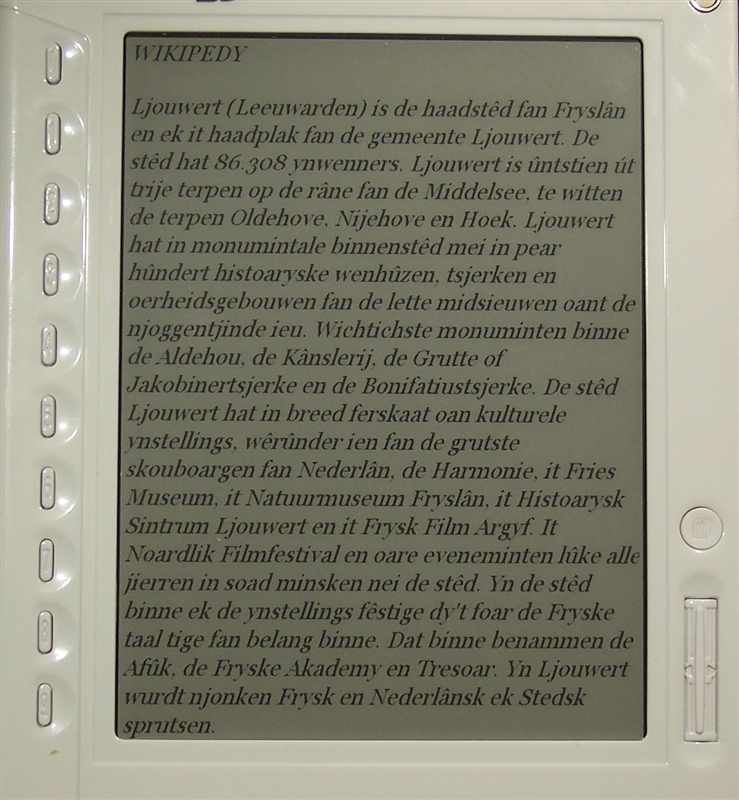 WIKIPEDY
Ljouwert (Leeuwarden) is de haadstêd fan Fryslân
en ek it haadplak fan de gemeente Ljouwert. De
stêd hat 86.308 ynwenners. Ljouwert is ûntstien út
trije terpen op de râne fan de Middelsee, te witten
de terpen Oldehove, Nijehove en Hoek. Ljouwert
hat in monumintale binnenstêd mei in pear
hûndert histoaryske wenhûzen, tsjerken en
oerheidsgebouwen fan de lette midsieuwen oant de
njoggentjinde ieu. Wichtichste monuminten binne
de Aldehou, de Kânslerij, de Grutte of
Jakobinertsjerke en de Bonifatiustsjerke. De stêd
Ljouwert hat in breed ferskaat oan kulturele
ynstellings, wêrûnder ien fan de grutste
skouboargen fan Nederlân, de Harmonie, it Fries
Museum, it Natuurmuseum Fryslân, it Histoarysk
Sintrum Ljouwert en it Frysk Film Argyf. It
Noardlik Filmfestival en oare eveneminten lûke alle
jierren in soad minsken nei de stêd. Yn de stêd
binne ek de ynstellings fêstige dy't foar de Fryske
taal tige fan belang binne. Dat binne benammen de
Afûk, de Fryske Akademy en Tresoar. Yn Ljouwert
wurdt njonken Frysk en Nederlânsk ek Stedsk
sprutsen.